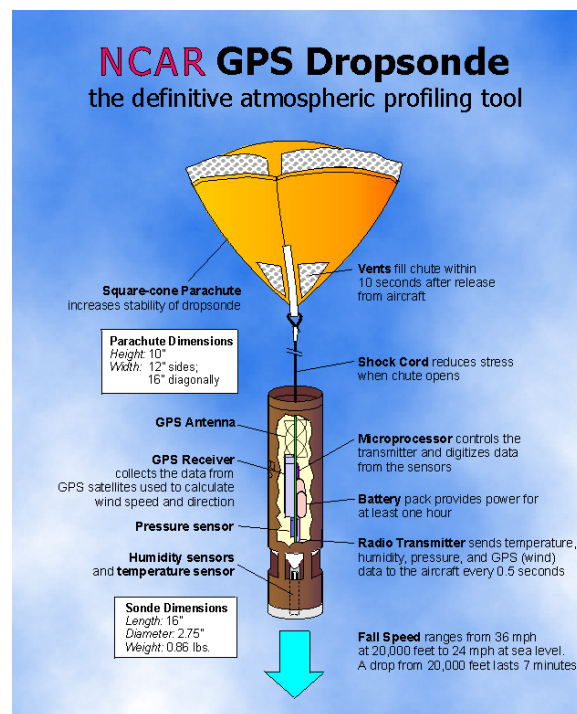 NCAR GPS Dropsonde
the definitive atmospheric profiling tool
Vents fill chute within
10 seconds after release
from aircraft
Square-cone Parachute
increases stability of dropsonde
Parachute Dimensions
Height: 10"
Width: 12" sides;
16" diagonally
Shock Cord reduces stress
when chute opens
GPS Antenna
Microprocessor controls the
transmitter and digitizes data
from the sensors
GPS Receiver
collects the data from
GPS satellites used to calculate
wind speed and direction
Battery pack provides power for
at least one hour
Pressure sensor
Radio Transmitter sends temperature,
humidity, pressure, and GPS (wind)
data to the aircraft every 0.5 seconds
Humidity sensors
and temperature sensor
Sonde Dimensions
Length: 16"
Diameter: 2.75"
Weight: 0.86 lbs.
Fall Speed ranges from 36 mph
at 20,000 feet to 24 mph at sea level.
A drop from 20,000 feet lasts 7 minutes